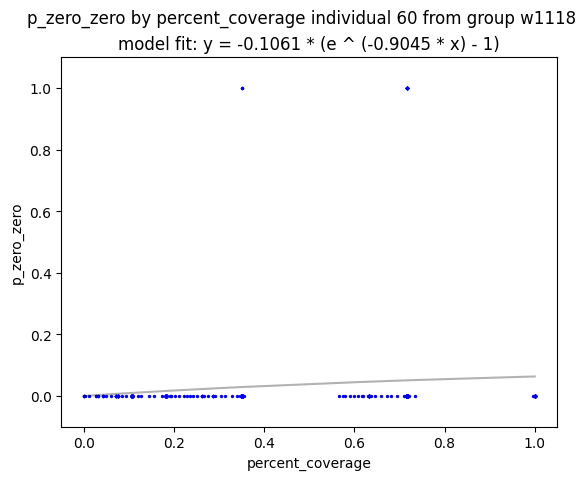 p_zero_zero by percent_coverage individual 60 from group w1118
model fit: y = -0.1061 * (e ^ (-0.9045 * x) - 1)
1.0
0.8
0.6
0.4
0.2
0.0
p_zero_zero
0.0 0.2 0.4 0.6 0.8 1.0
percent_coverage